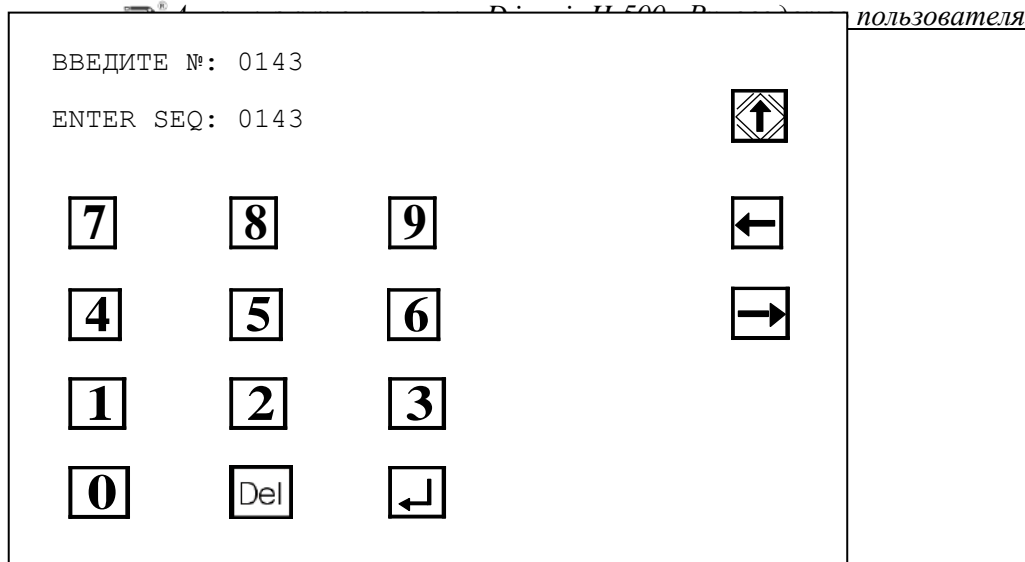 пользователя
ВВЕДИТЕ №: 0143
ENTER SEQ: 0143
7 8 9
4 5 6
1 2 3
0 Del